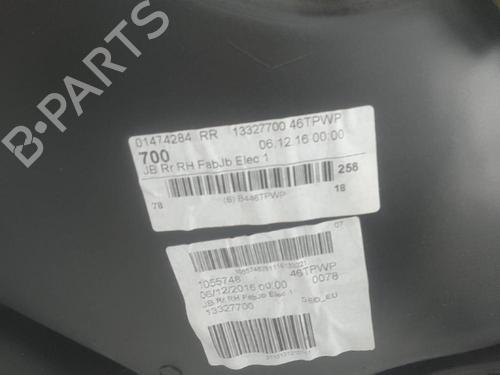 01474284 RR 13327700 46TPWP
700 06.12.16 00:00
JB Rr RH FabJb Elec 1
258
78 (6) B446TPWP 18
07
1055748 46TPWP
06/12/2016 00:00 0078
JB Rr RH FabJb Elec 1
13327700
B-PARTS